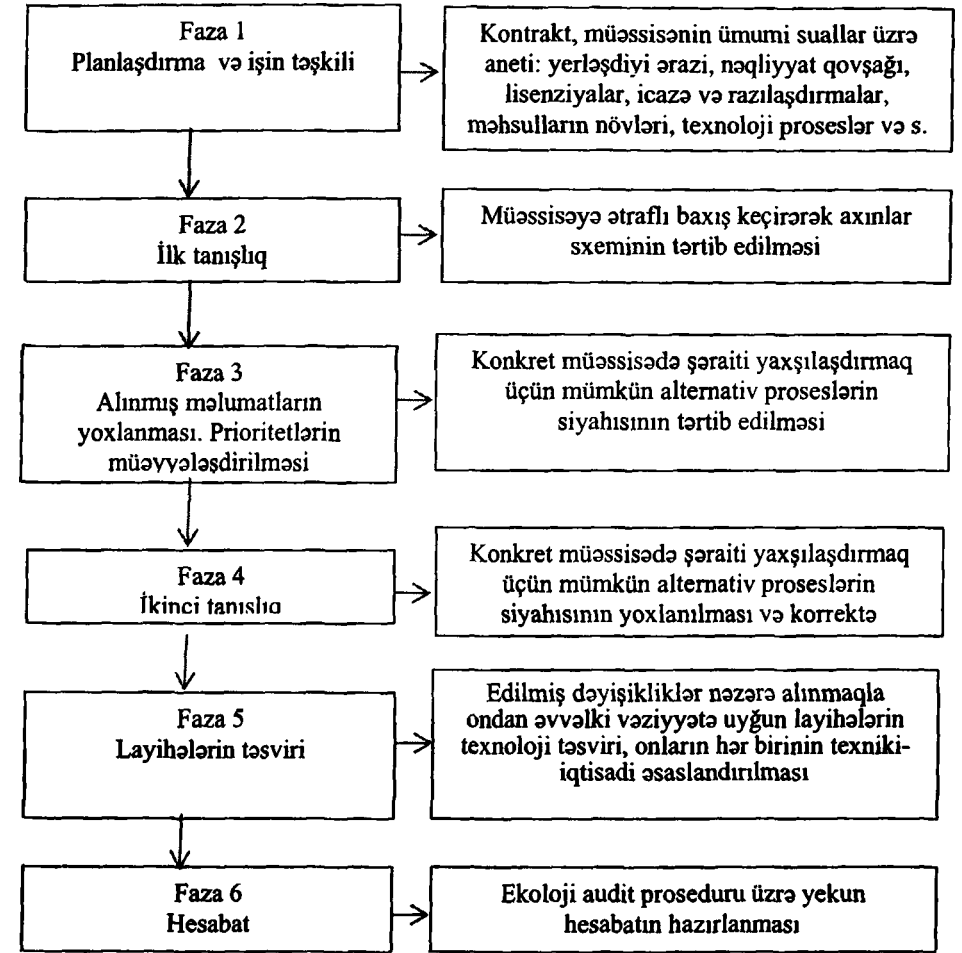 Faza 1
Planlaşdırma və işin təşkili
Kontrakt, müəssisənin ümumi suallar üzrə
aneti: yerləşdiyi ərazi, nəqliyyat qovşağı,
lisenziyalar, icazə və razılaşdırmalar,
məhsulların növləri, texnoloji proseslər və s.
Faza 2
İlk tanışlıq
Müəssisəyə ətraflı baxış keçirərək axınlar
sxeminin tərtib edilməsi
Faza 3
Alınmış məlumatların
yoxlanması. Prioritetlərin
müəyyələşdirilməsi
Konkret müəssisədə şəraiti yaxşılaşdırmaq
üçün mümkün alternativ proseslərin
siyahısının tərtib edilməsi
Faza 4
İkinci tanışlıq
Konkret müəssisədə şəraiti yaxşılaşdırmaq
üçün mümkün alternativ proseslərin
siyahısının yoxlanılması və korrektə
Faza 5
Layihələrin təsviri
Edilmiş dəyişikliklər nəzərə alınmaqla
ondan əvvəlki vəziyyətə uyğun layihələrin
texnoloji təsviri, onların hər birinin texniki-
iqtisadi əsaslandırılması
Faza 6
Hesabat
Ekoloji audit proseduru üzrə yekun
hesabatın hazırlanması